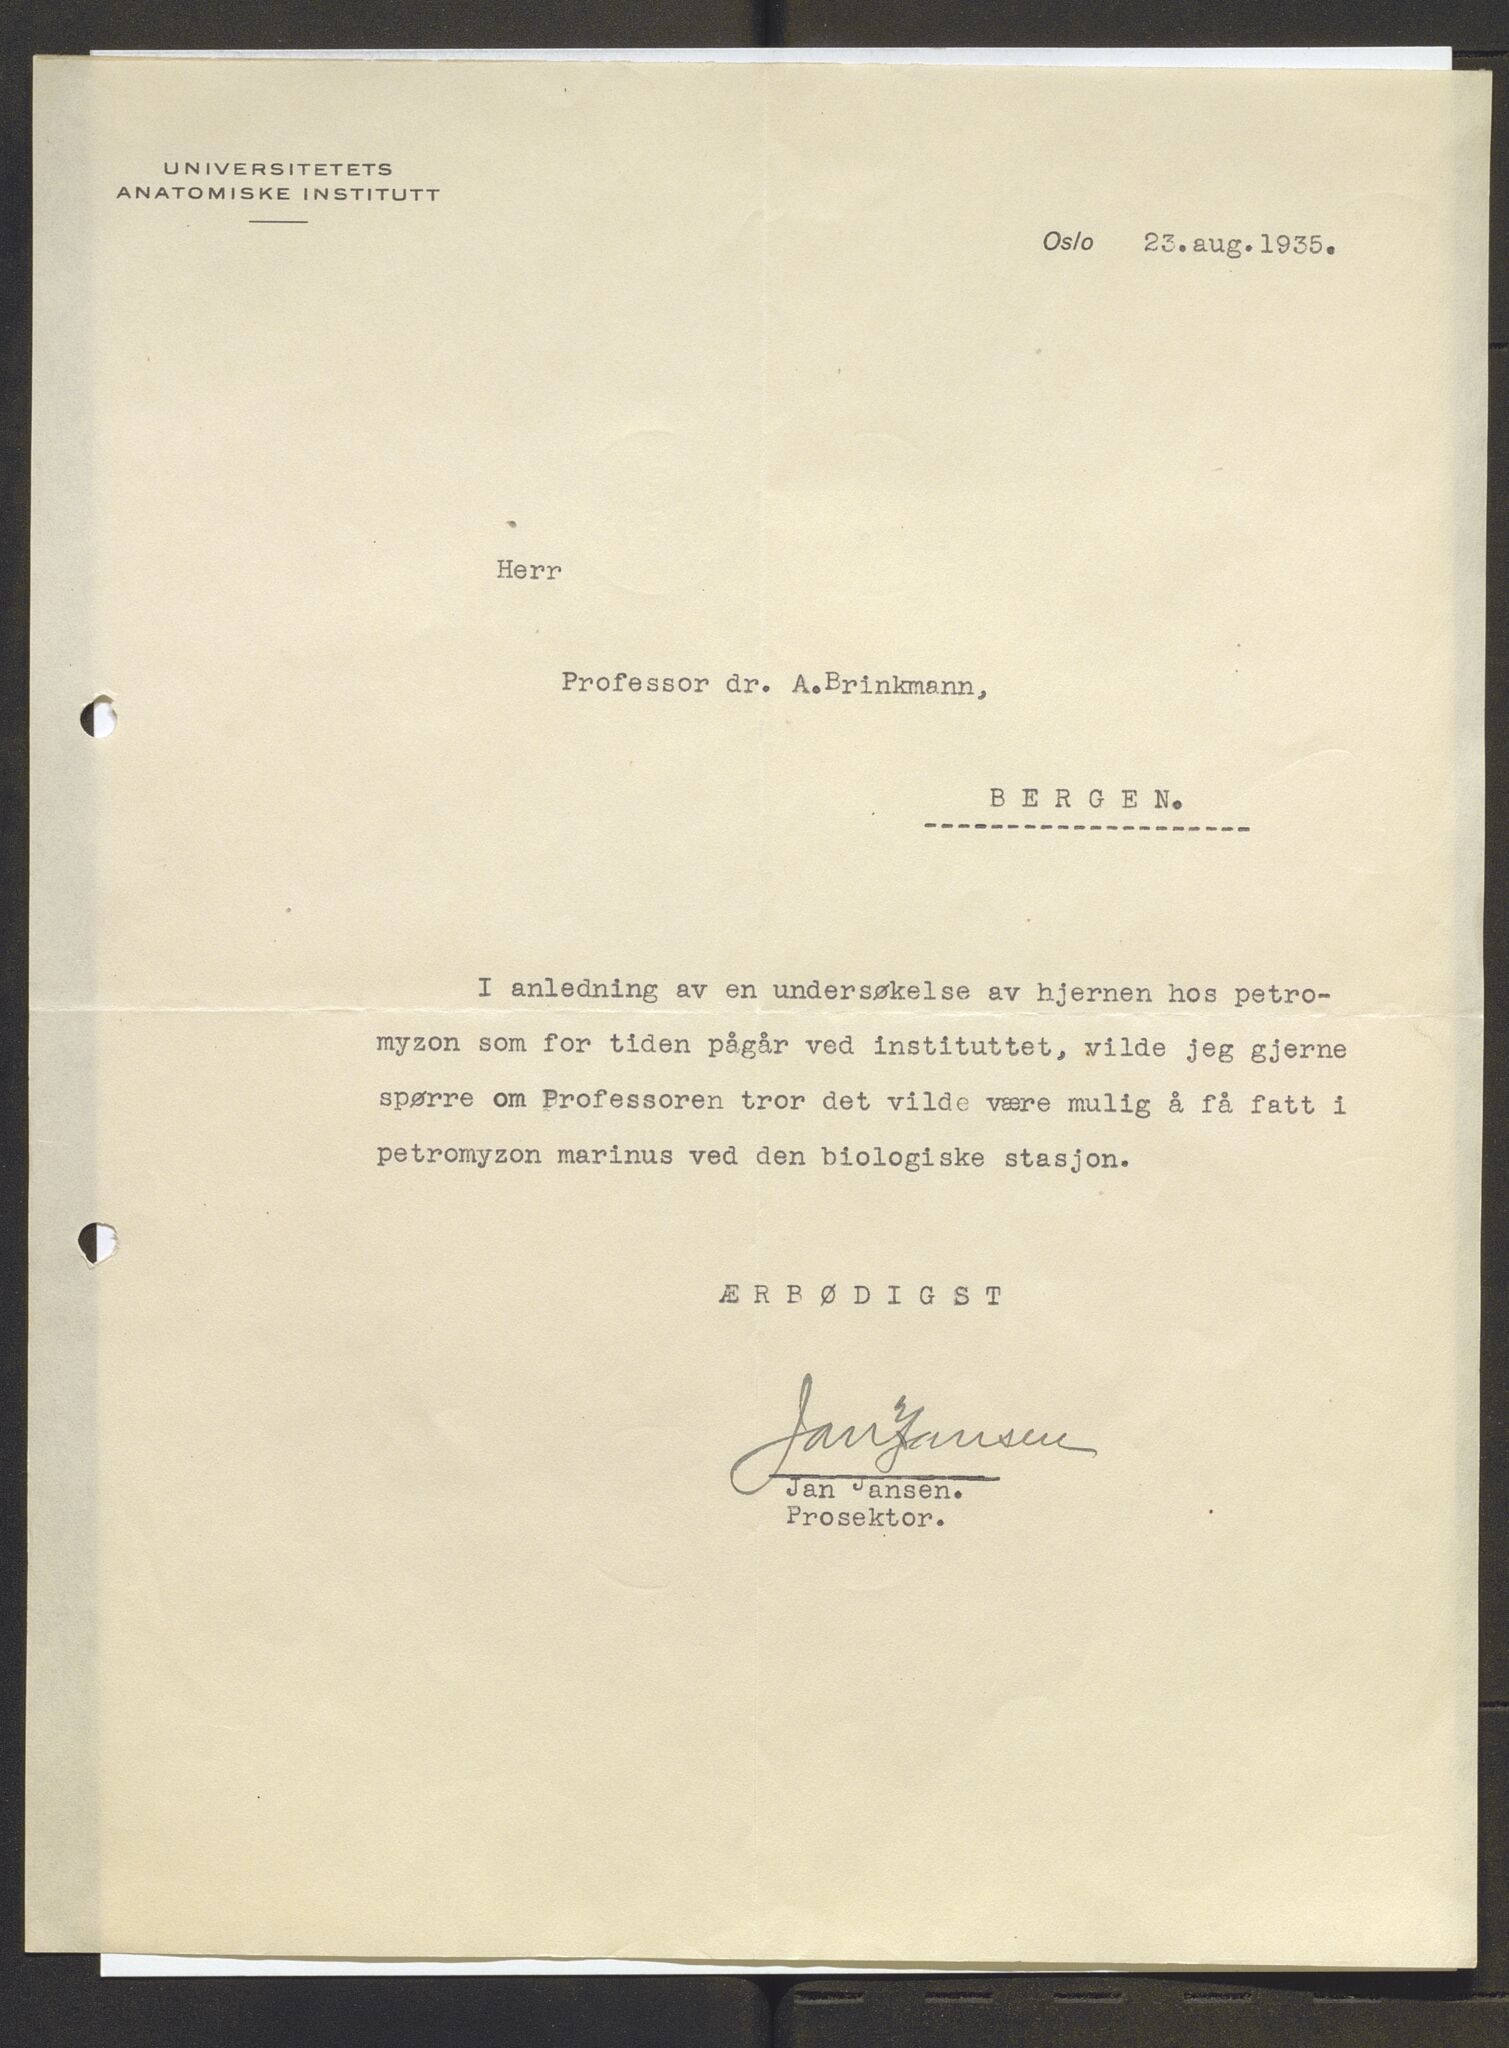 UNIVERSITETETS
ANATOMISKE INSTITUTT
Oslo 23.aug.1935.
Herr
Professor dr. A.Brinkmann,
B E R G E N.
--------------------
I anledning av en undersøkelse av hjernen hos petro-
myzon som for tiden pågår ved instituttet, vilde jeg gjerne
spørre om Professoren tror det vilde være mulig å få fatt i
petromyzon marinus ved den biologiske stasjon.
Æ R B Ø D I G S T
Jan Jansen
Jan Jansen.
Prosektor.